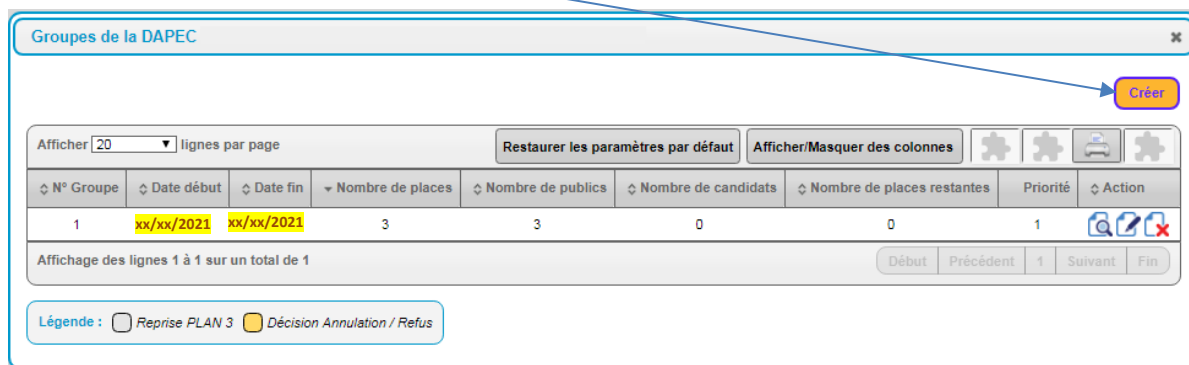 Groupes de la DAPEC
Créer
Afficher 20 lignes par page Restaurer les paramètres par défaut Afficher/Masquer des colonnes
N° Groupe Date début Date fin Nombre de places Nombre de publics Nombre de candidats Nombre de places restantes Priorité Action
1 xx/xx/2021 xx/xx/2021 3 3 0 0 1
Affichage des lignes 1 à 1 sur un total de 1 Début Précédent 1 Suivant Fin
Légende : Reprise PLAN 3 Décision Annulation / Refus